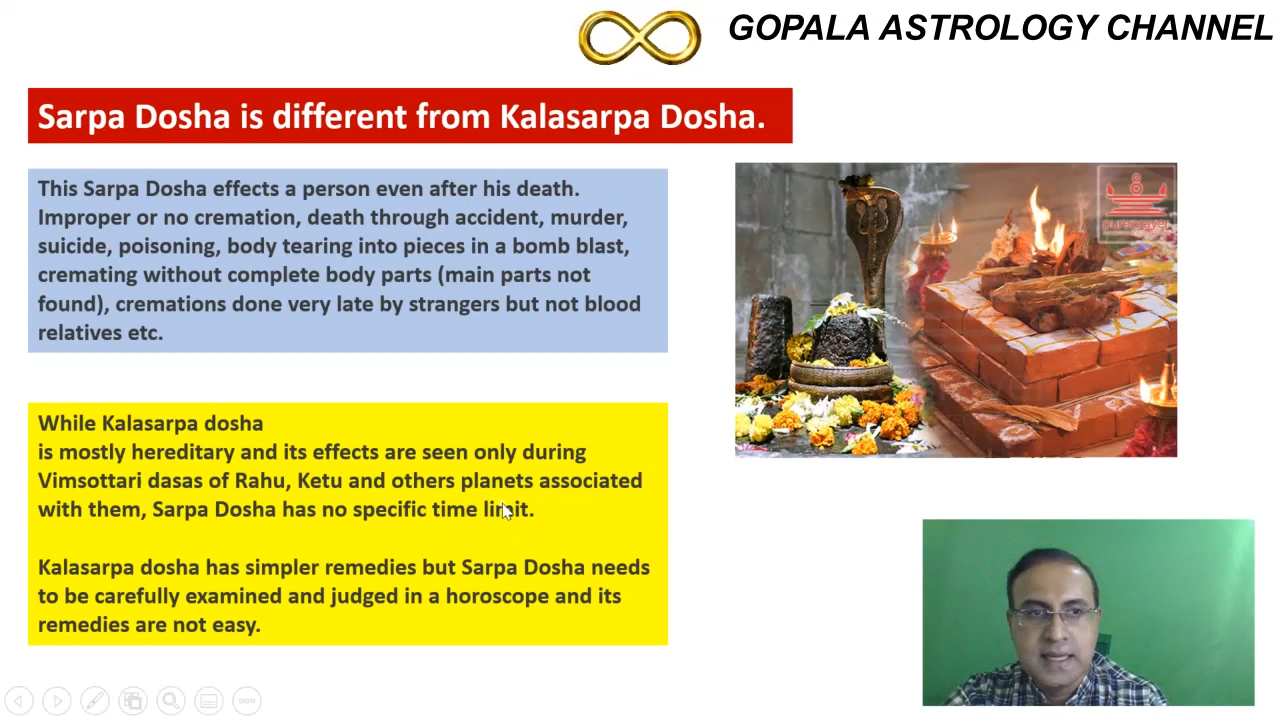 GOPALA ASTROLOGY CHANNEL
Sarpa Dosha is different from Kalasarpa Dosha.
This Sarpa Dosha effects a person even after his death.
Improper or no cremation, death through accident, murder,
suicide, poisoning, body tearing into pieces in a bomb blast,
cremating without complete body parts (main parts not
found), cremations done very late by strangers but not blood
relatives etc.
pureprayer
While Kalasarpa dosha
is mostly hereditary and its effects are seen only during
Vimsottari dasas of Rahu, Ketu and others planets associated
with them, Sarpa Dosha has no specific time limit.
Kalasarpa dosha has simpler remedies but Sarpa Dosha needs
to be carefully examined and judged in a horoscope and its
remedies are not easy.